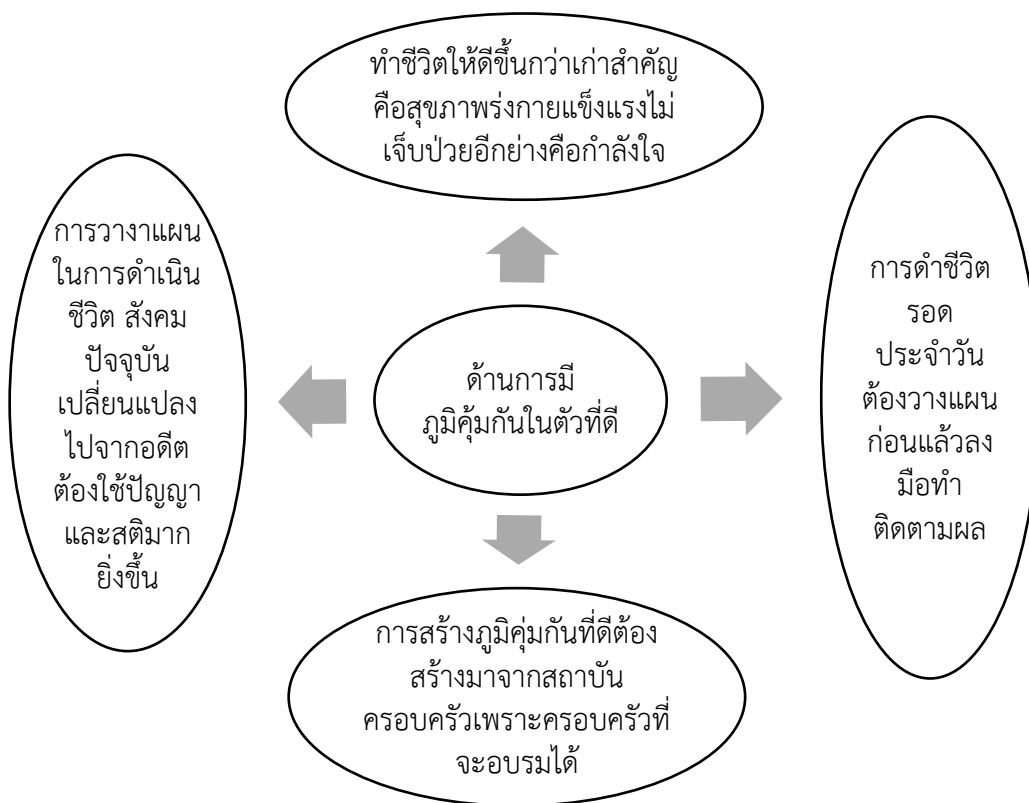 ทำชีวิตให้ดีขึ้นกว่าเก่าสำคัญ
คือสุขภาพร่งกายแข็งแรงไม่
เจ็บป่วยอีกย่างคือกำลังใจ
การวางาแผน
ในการดำเนิน
ชีวิต สังคม
ปัจจุบัน
เปลี่ยนแปลง
ไปจากอดีต
ต้องใช้ปัญญา
และสติมาก
ยิ่งขึ้น
ด้านการมี
ภูมิคุ้มกันในตัวที่ดี
การดำชีวิต
รอด
ประจำวัน
ต้องวางแผน
ก่อนแล้วลง
มือทำ
ติดตามผล
การสร้างภูมิคุ่มกันที่ดีต้อง
สร้างมาจากสถาบัน
ครอบครัวเพราะครอบครัวที่
จะอบรมได้